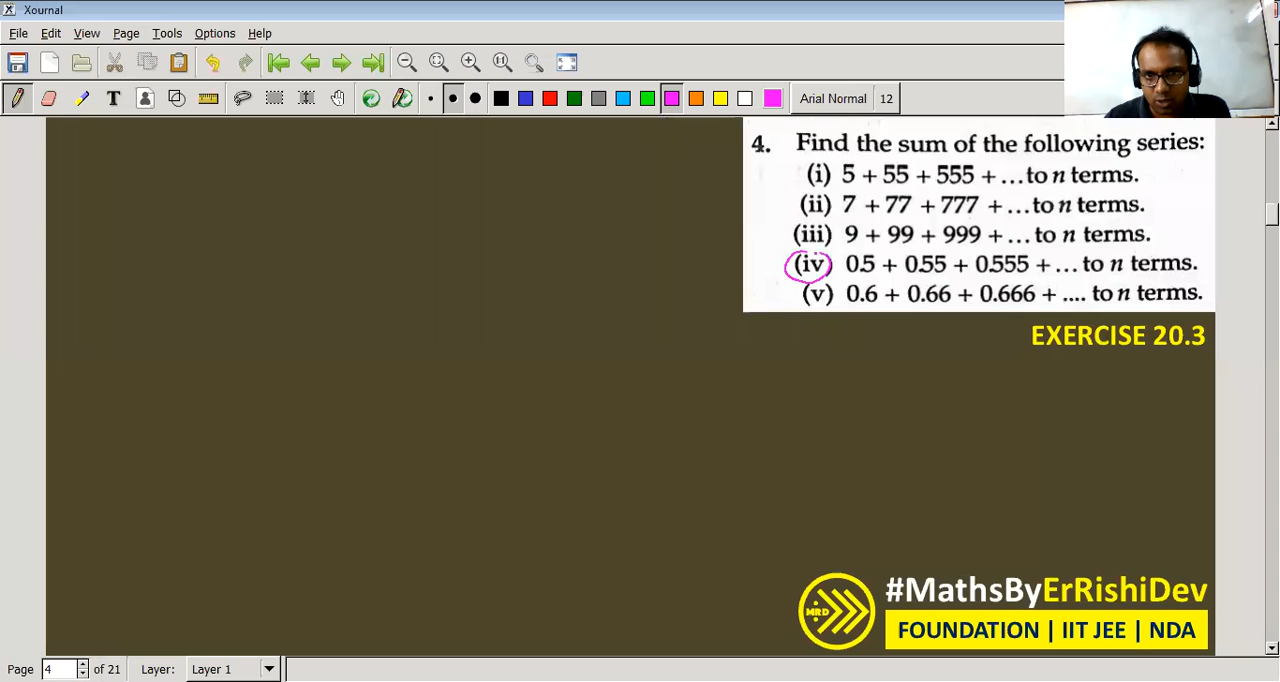 Xournal
File Edit View Page Tools Options Help
Arial Normal 12
4. Find the sum of the following series:
(i) 5 + 55 + 555 + ... to n terms.
(ii) 7 + 77 + 777 + ... to n terms.
(iii) 9 + 99 + 999 + ... to n terms.
(iv) 0.5 + 0.55 + 0.555 + ... to n terms.
(v) 0.6 + 0.66 + 0.666 + .... to n terms.
EXERCISE 20.3
MRD
#MathsByErRishiDev
FOUNDATION | IIT JEE | NDA
Page 4 of 21 Layer: Layer 1